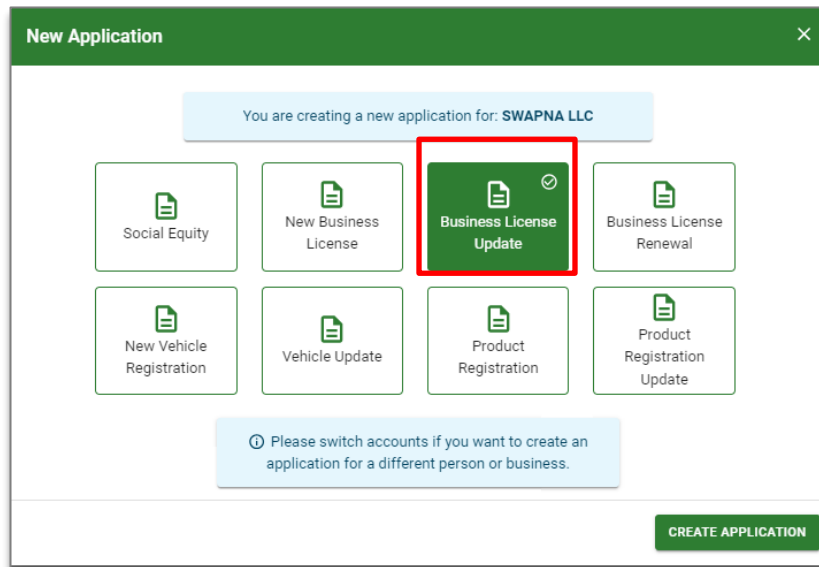 New Application
You are creating a new application for: SWAPNA LLC
Social Equity
New Business
License
Business License
Update
Business License
Renewal
New Vehicle
Registration
Vehicle Update
Product
Registration
Product
Registration
Update
Please switch accounts if you want to create an
application for a different person or business.
CREATE APPLICATION